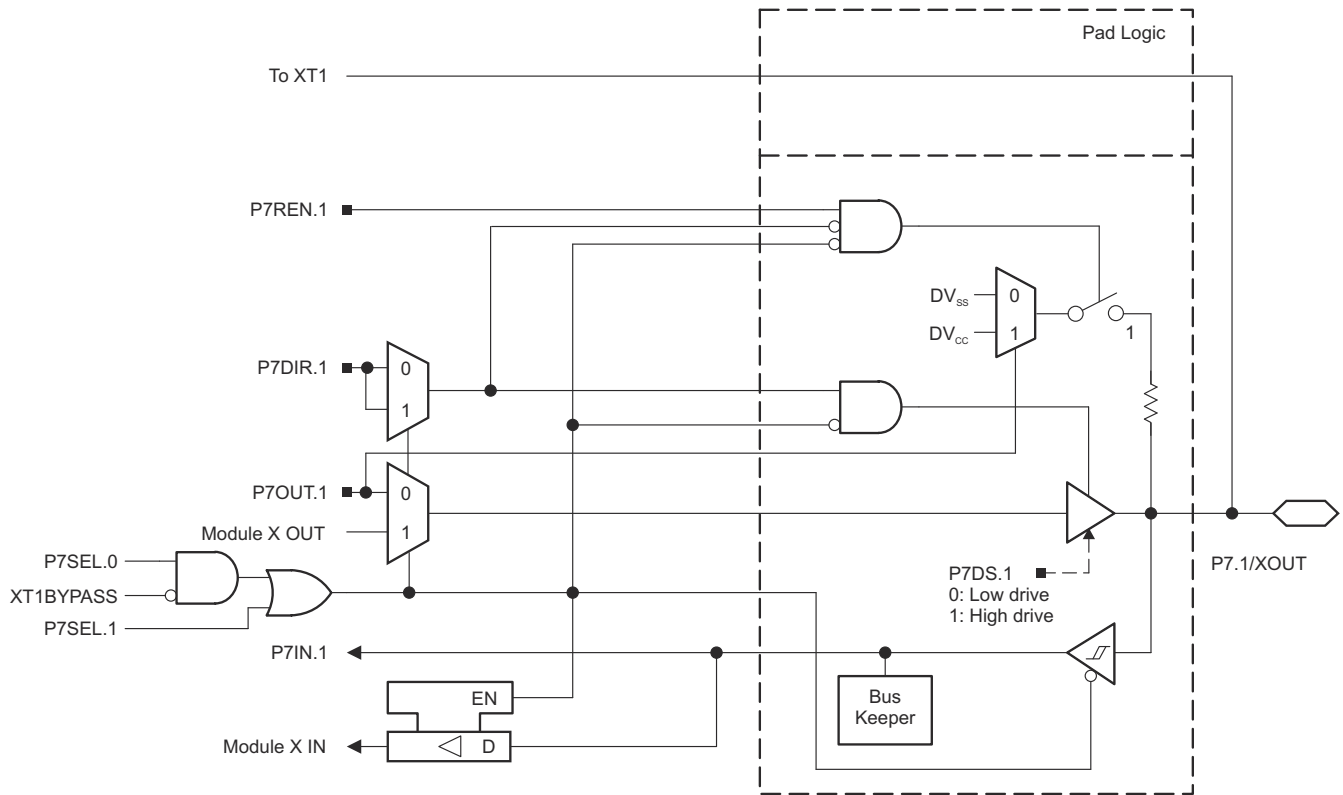 Pad Logic
To XT1
P7REN.1
DVSS
0
DVCC
1
1
P7DIR.1
0
1
P7OUT.1
0
Module X OUT
1
P7SEL.0
XT1BYPASS
P7SEL.1
P7DS.1
0: Low drive
1: High drive
P7.1/XOUT
P7IN.1
EN
Bus
Keeper
Module X IN
D